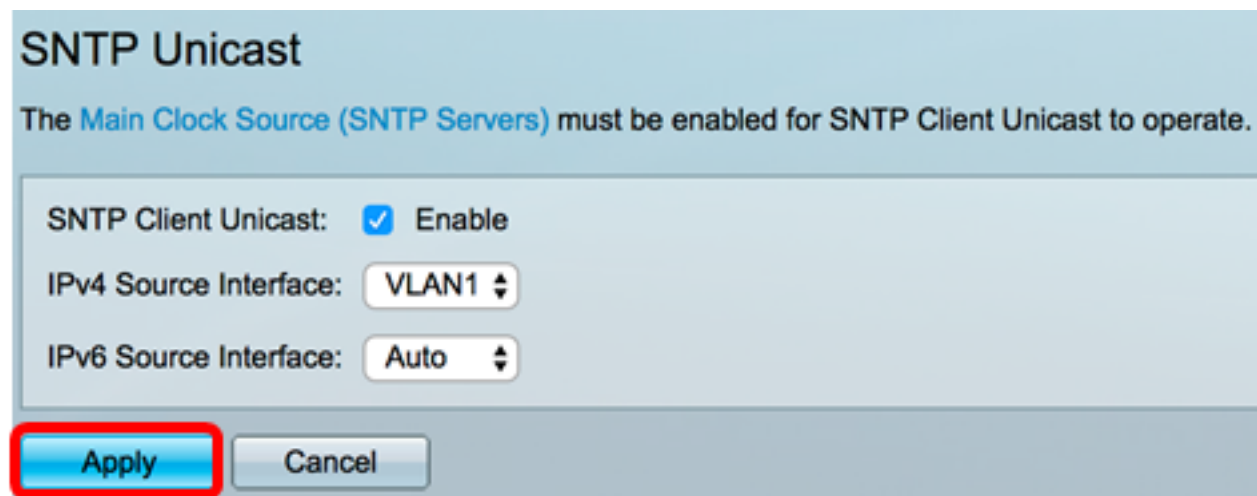 SNTP Unicast
The Main Clock Source (SNTP Servers) must be enabled for SNTP Client Unicast to operate.
SNTP Client Unicast: Enable
IPv4 Source Interface: VLAN1
IPv6 Source Interface: Auto
Apply Cancel